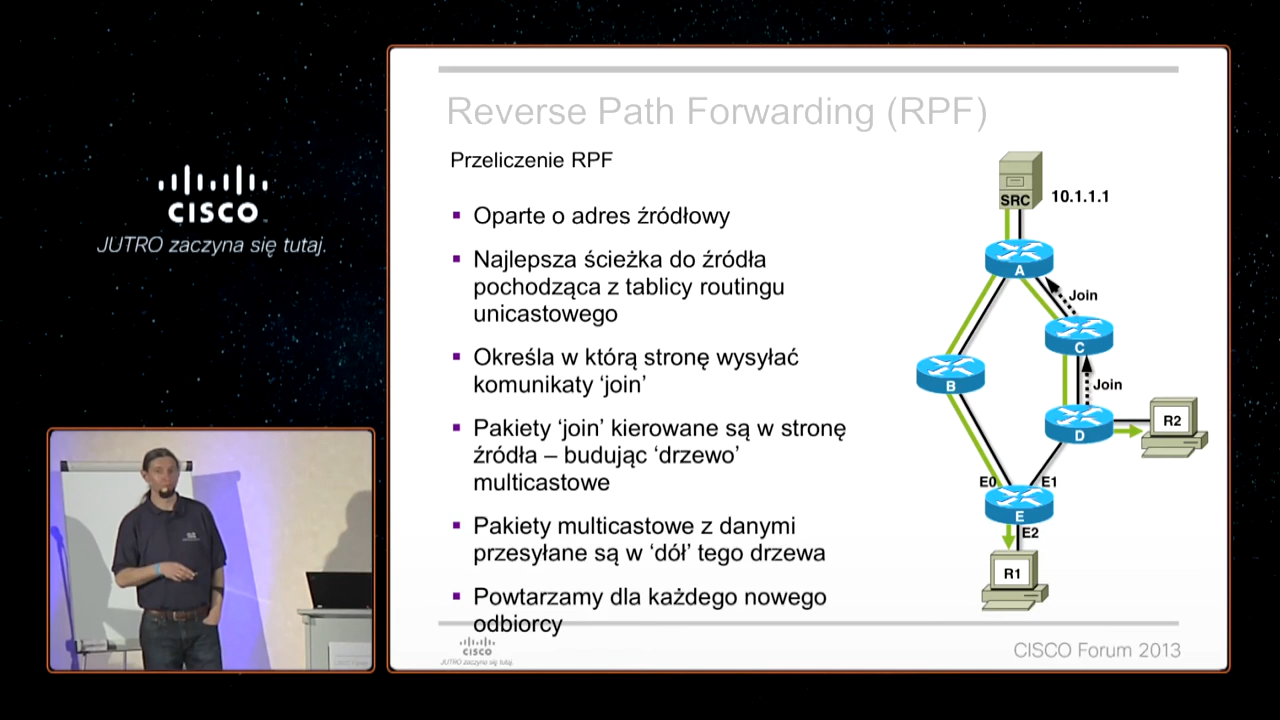 CISCO
JUTRO zaczyna się tutaj.
Reverse Path Forwarding (RPF)
Przeliczenie RPF
Oparte o adres źródłowy
Najlepsza ścieżka do źródła
pochodząca z tablicy routingu
unicastowego
Określa w którą stronę wysyłać
komunikaty ‘join’
Pakiety ‘join’ kierowane są w stronę
źródła – budując ‘drzewo’
multicastowe
Pakiety multicastowe z danymi
przesyłane są w ‘dół’ tego drzewa
Powtarzamy dla każdego nowego
odbiorcy
SRC
10.1.1.1
A
Join
C
B
Join
D
R2
E0
E1
E
E2
R1
CISCO
JUTRO zaczyna się tutaj.
CISCO Forum 2013